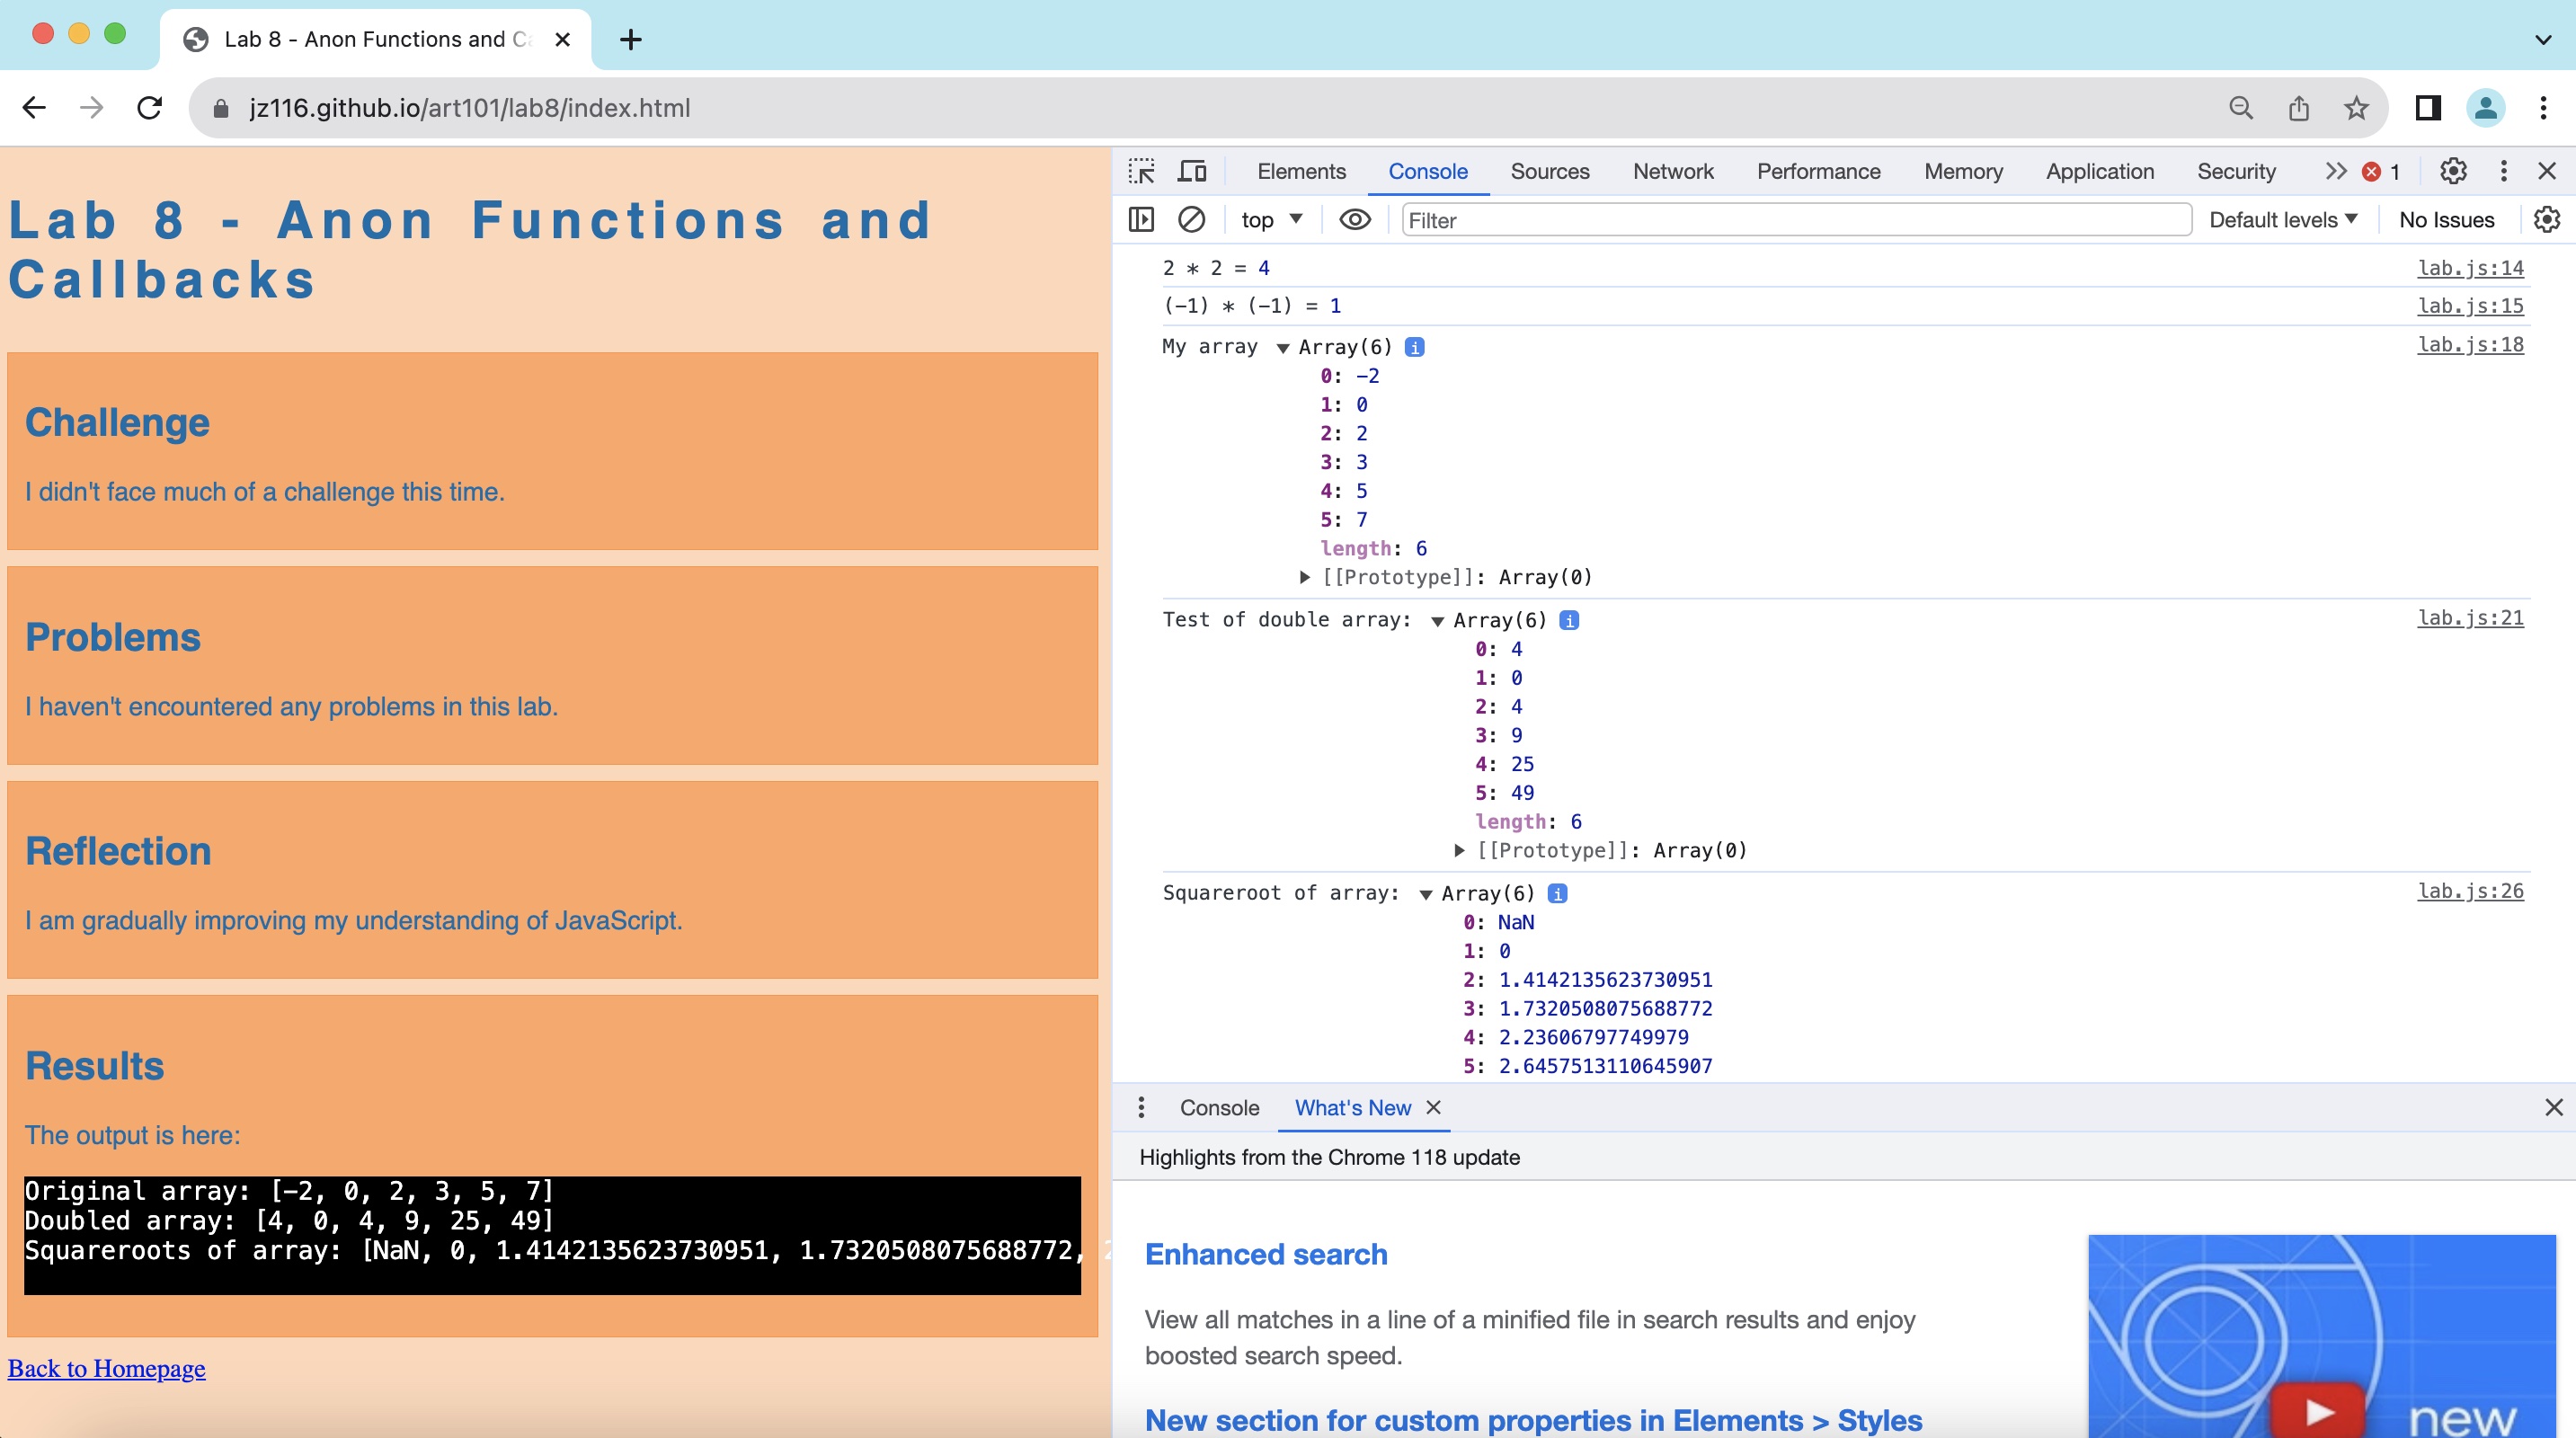 Lab 8 - Anon Functions and C
jz116.github.io/art101/lab8/index.html
Lab 8 - Anon Functions and
Callbacks
Challenge
I didn't face much of a challenge this time.
Problems
I haven't encountered any problems in this lab.
Reflection
I am gradually improving my understanding of JavaScript.
Results
The output is here:
Original array: [-2, 0, 2, 3, 5, 7]
Doubled array: [4, 0, 4, 9, 25, 49]
Squareroots of array: [NaN, 0, 1.4142135623730951, 1.7320508075688772,
Back to Homepage
Elements Console Sources Network Performance Memory Application Security 1
top Filter Default levels No Issues
2 * 2 = 4 lab.js:14
(-1) * (-1) = 1 lab.js:15
My array Array(6) i lab.js:18
0: -2
1: 0
2: 2
3: 3
4: 5
5: 7
length: 6
[[Prototype]]: Array(0)
Test of double array: Array(6) i lab.js:21
0: 4
1: 0
2: 4
3: 9
4: 25
5: 49
length: 6
[[Prototype]]: Array(0)
Squareroot of array: Array(6) i lab.js:26
0: NaN
1: 0
2: 1.4142135623730951
3: 1.7320508075688772
4: 2.23606797749979
5: 2.6457513110645907
Console What's New
Highlights from the Chrome 118 update
Enhanced search
View all matches in a line of a minified file in search results and enjoy
boosted search speed.
New section for custom properties in Elements > Styles
new